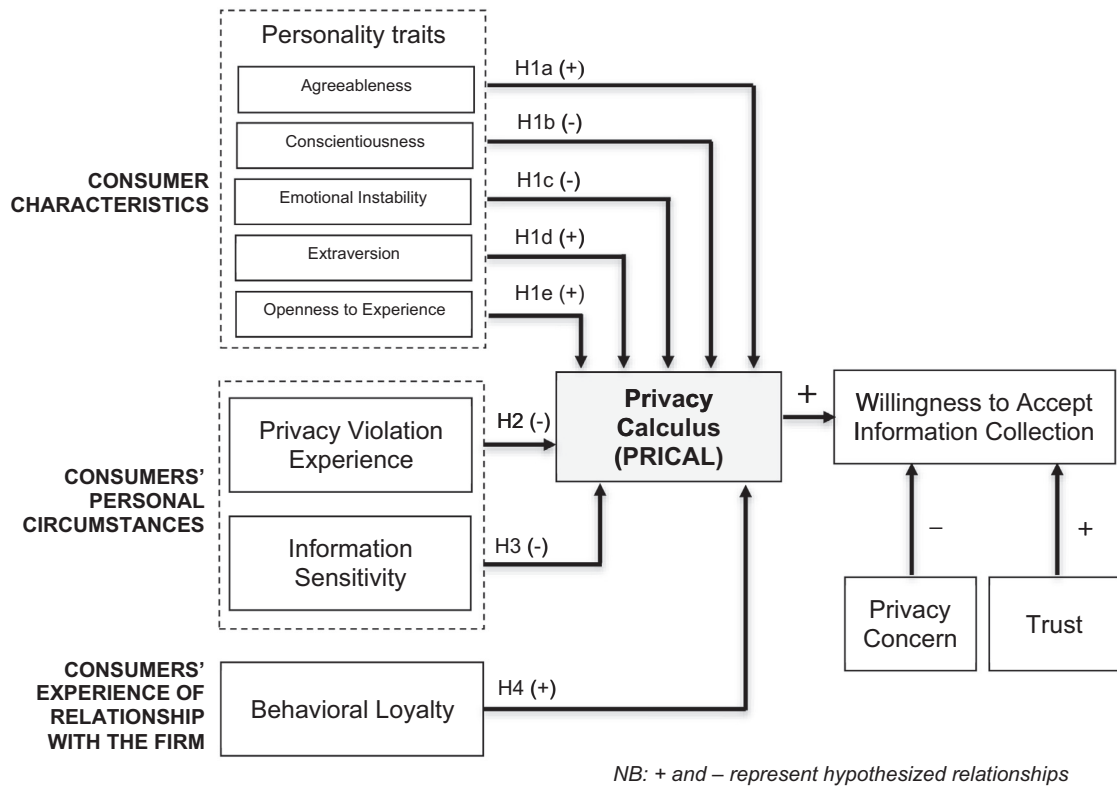 Personality traits
Agreeableness
H1a (+)
Conscientiousness
H1b (-)
CONSUMER
CHARACTERISTICS
Emotional Instability
H1c (-)
Extraversion
H1d (+)
Openness to Experience
H1e (+)
CONSUMERS'
PERSONAL
CIRCUMSTANCES
Privacy Violation
Experience
H2 (-)
Information
Sensitivity
H3 (-)
Privacy
Calculus
(PRICAL)
+
Willingness to Accept
Information Collection
–
+
Privacy
Concern
Trust
CONSUMERS'
EXPERIENCE OF
RELATIONSHIP
WITH THE FIRM
Behavioral Loyalty
H4 (+)
NB: + and – represent hypothesized relationships